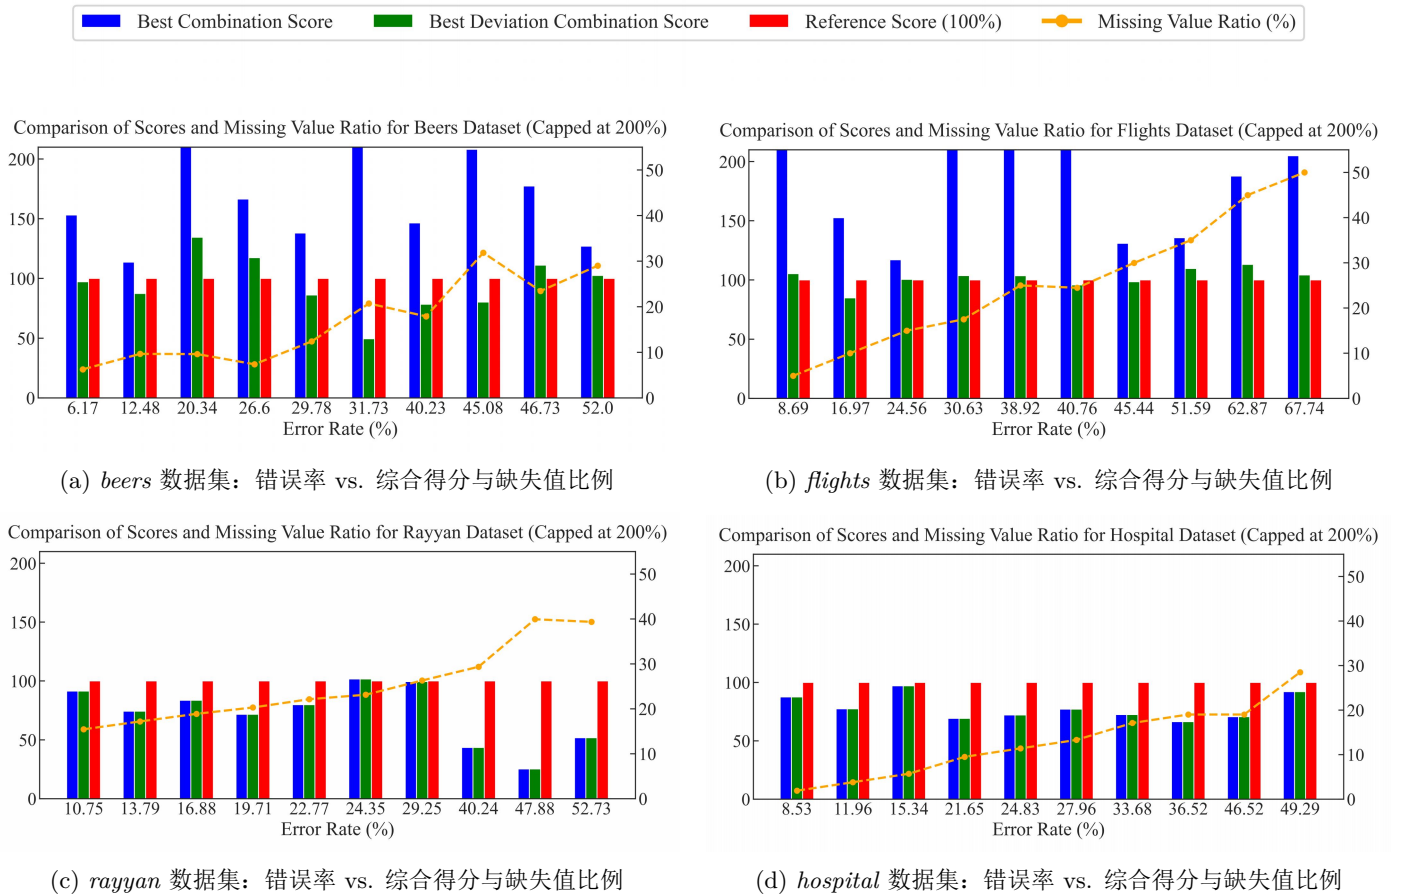 Best Combination Score Best Deviation Combination Score Reference Score (100%) Missing Value Ratio (%)
Comparison of Scores and Missing Value Ratio for Beers Dataset (Capped at 200%)
200
150
100
50
0
50
40
30
20
10
0
6.17 12.48 20.34 26.6 29.78 31.73 40.23 45.08 46.73 52.0
Error Rate (%)
(a) beers 数据集：错误率 vs. 综合得分与缺失值比例
Comparison of Scores and Missing Value Ratio for Flights Dataset (Capped at 200%)
200
150
100
50
0
50
40
30
20
10
0
8.69 16.97 24.56 30.63 38.92 40.76 45.44 51.59 62.87 67.74
Error Rate (%)
(b) flights 数据集：错误率 vs. 综合得分与缺失值比例
Comparison of Scores and Missing Value Ratio for Rayyan Dataset (Capped at 200%)
200
150
100
50
0
50
40
30
20
10
0
10.75 13.79 16.88 19.71 22.77 24.35 29.25 40.24 47.88 52.73
Error Rate (%)
(c) rayyan 数据集：错误率 vs. 综合得分与缺失值比例
Comparison of Scores and Missing Value Ratio for Hospital Dataset (Capped at 200%)
200
150
100
50
0
50
40
30
20
10
0
8.53 11.96 15.34 21.65 24.83 27.96 33.68 36.52 46.52 49.29
Error Rate (%)
(d) hospital 数据集：错误率 vs. 综合得分与缺失值比例